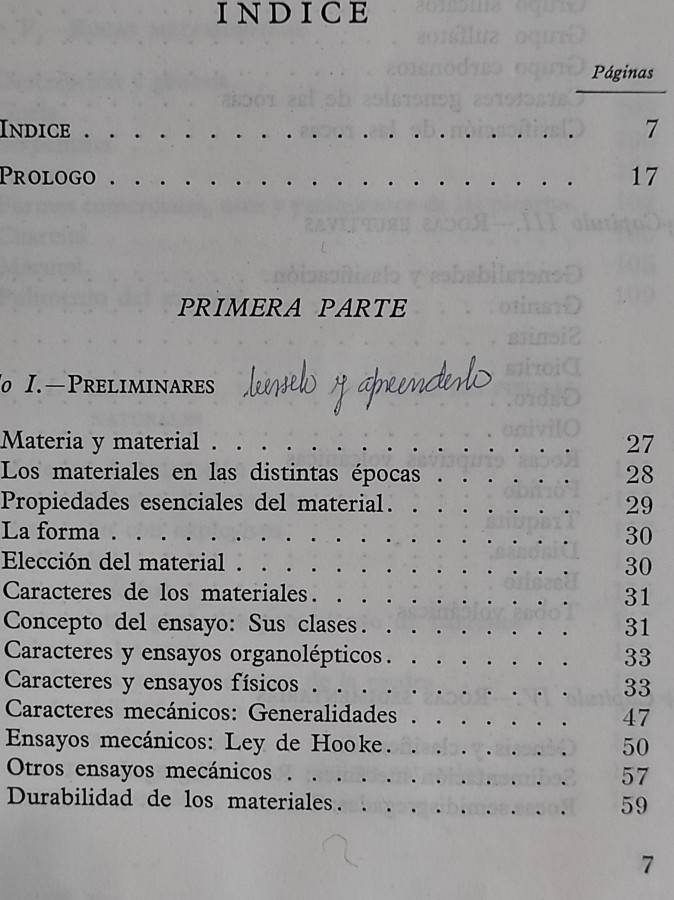 INDICE
Páginas
INDICE . . . . . . . . . . . . . . . . . . 7
PROLOGO . . . . . . . . . . . . . . . . . 17
PRIMERA PARTE
o I.—PRELIMINARES leerselo y aprenderlo
Materia y material . . . . . . . . . . . . . . 27
Los materiales en las distintas épocas . . . . . . 28
Propiedades esenciales del material. . . . . . . . 29
La forma . . . . . . . . . . . . . . . . . . 30
Elección del material . . . . . . . . . . . . . 30
Caracteres de los materiales. . . . . . . . . . . 31
Concepto del ensayo: Sus clases. . . . . . . . . 31
Caracteres y ensayos organolépticos. . . . . . . . 33
Caracteres y ensayos físicos . . . . . . . . . . . 33
Caracteres mecánicos: Generalidades . . . . . . . 47
Ensayos mecánicos: Ley de Hooke. . . . . . . . 50
Otros ensayos mecánicos . . . . . . . . . . . . 57
Durabilidad de los materiales. . . . . . . . . . 59
7